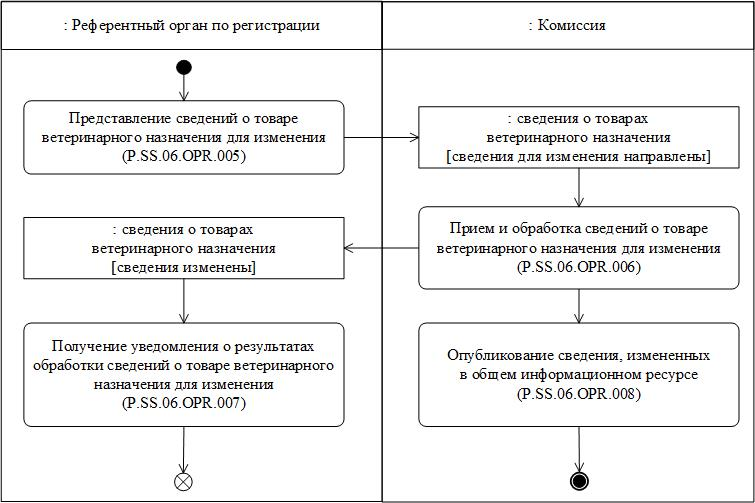 : Референтный орган по регистрации
: Комиссия
Представление сведений о товаре
ветеринарного назначения для изменения
(P.SS.06.OPR.005)
: сведения о товарах
ветеринарного назначения
[сведения для изменения направлены]
: сведения о товарах
ветеринарного назначения
[сведения изменены]
Прием и обработка сведений о товаре
ветеринарного назначения для изменения
(P.SS.06.OPR.006)
Получение уведомления о результатах
обработки сведений о товаре ветеринарного
назначения для изменения
(P.SS.06.OPR.007)
Опубликование сведения, измененных
в общем информационном ресурсе
(P.SS.06.OPR.008)